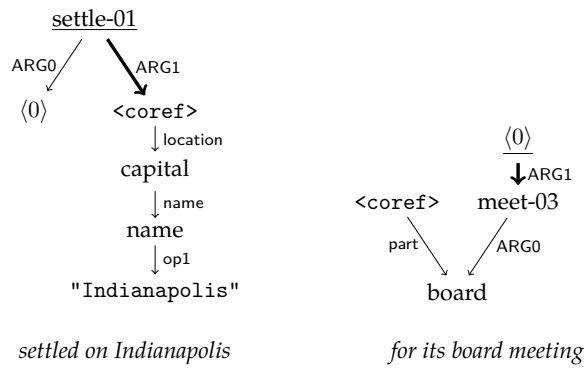 settle-01
ARG0 ARG1
⟨0⟩ <coref>
location
capital
name
name
op1
"Indianapolis"
settled on Indianapolis
⟨0⟩
ARG1
<coref> meet-03
part ARG0
board
for its board meeting